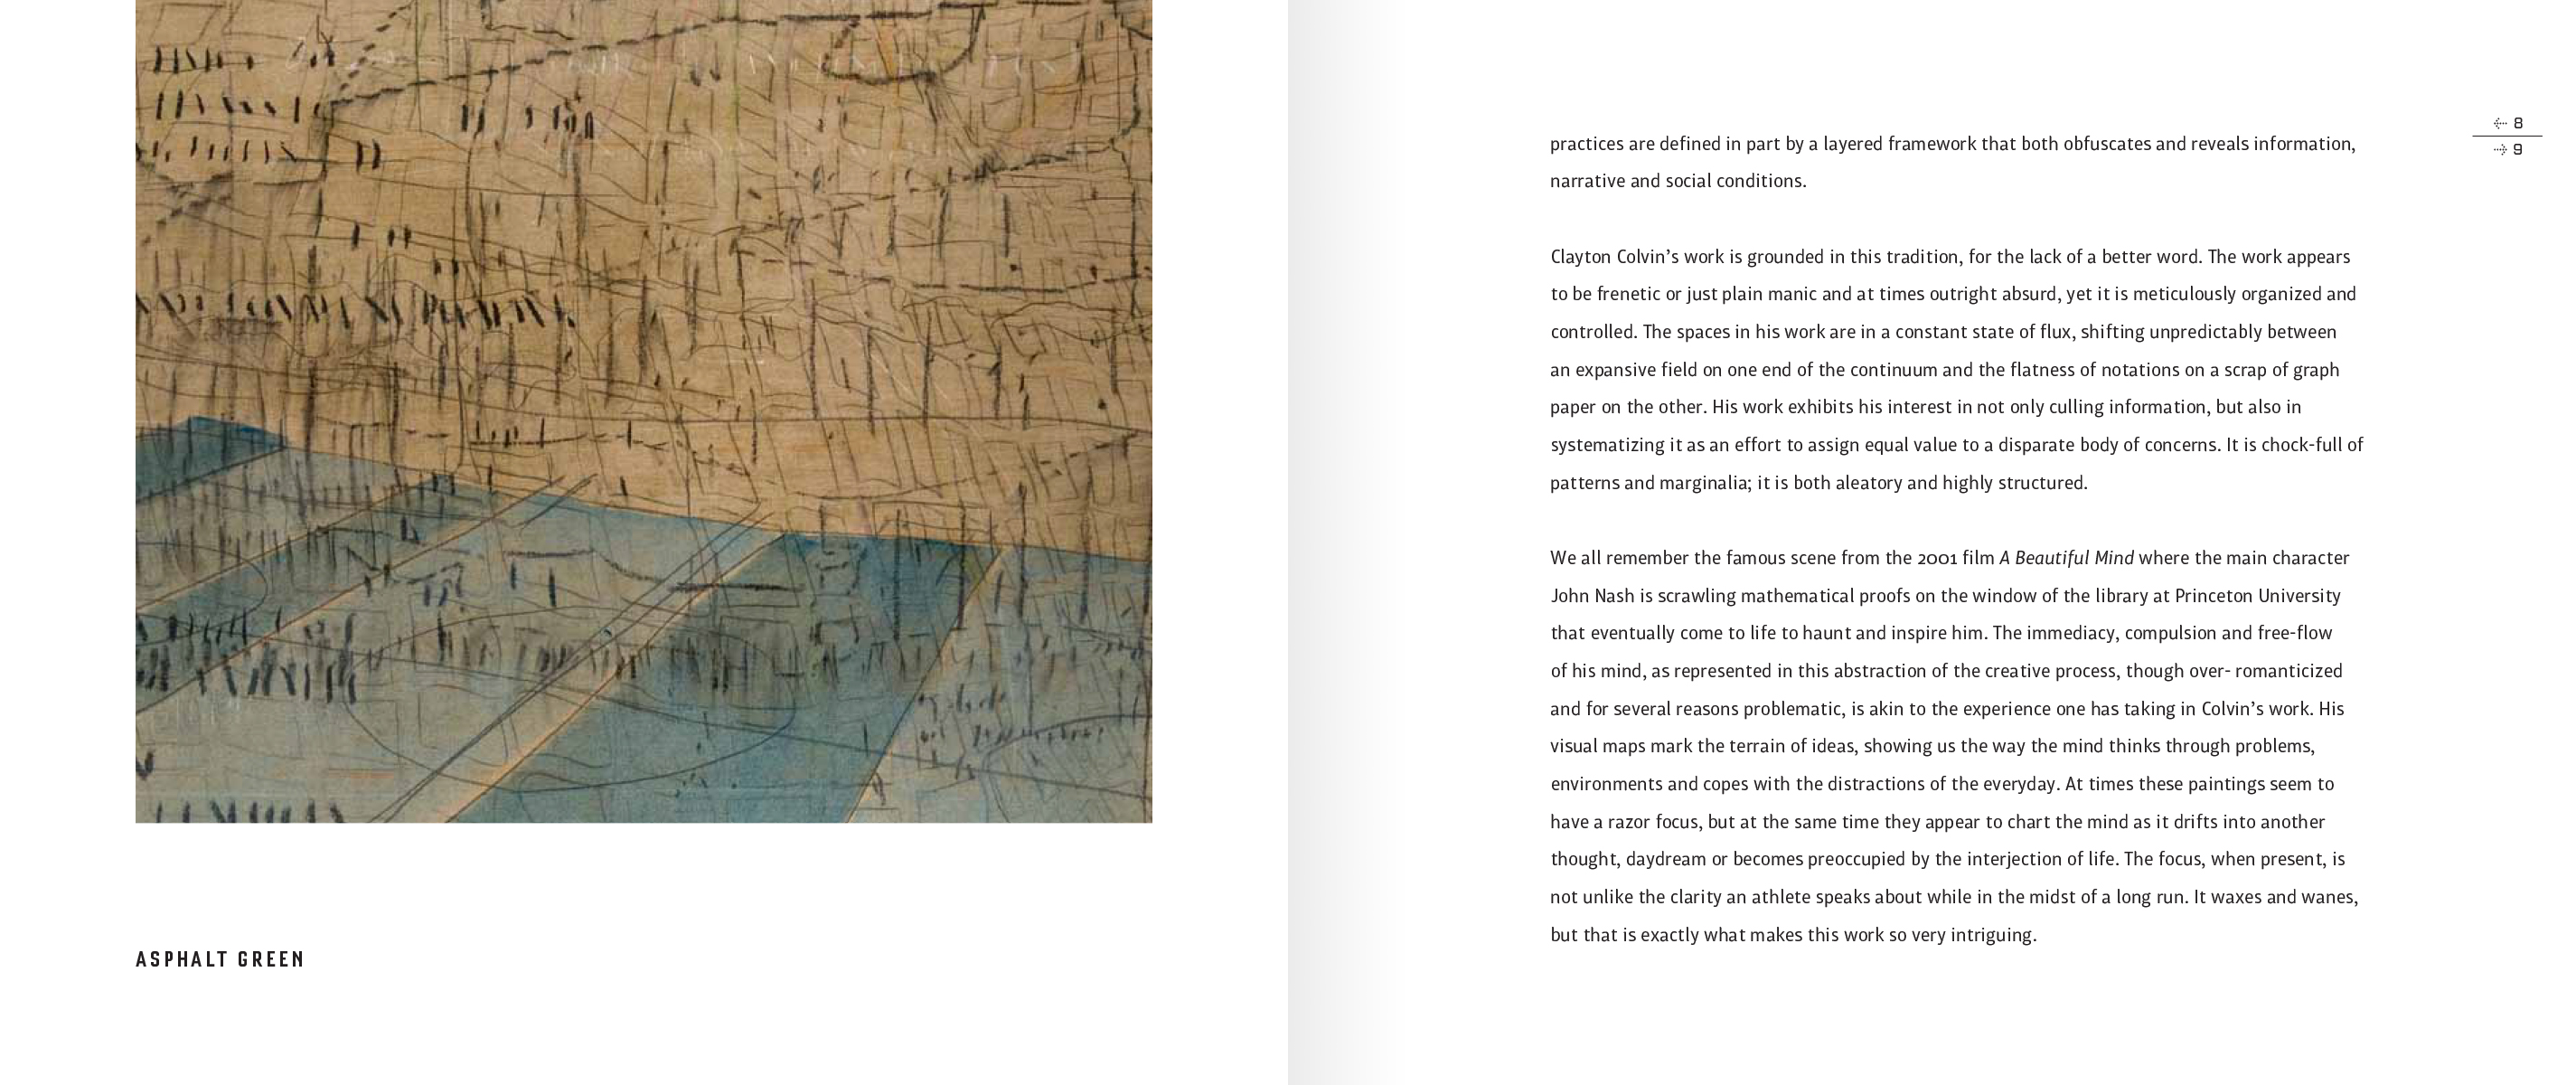 ASPHALT GREEN
8
9
practices are defined in part by a layered framework that both obfuscates and reveals information,
narrative and social conditions.
Clayton Colvin’s work is grounded in this tradition, for the lack of a better word. The work appears
to be frenetic or just plain manic and at times outright absurd, yet it is meticulously organized and
controlled. The spaces in his work are in a constant state of flux, shifting unpredictably between
an expansive field on one end of the continuum and the flatness of notations on a scrap of graph
paper on the other. His work exhibits his interest in not only culling information, but also in
systematizing it as an effort to assign equal value to a disparate body of concerns. It is chock-full of
patterns and marginalia; it is both aleatory and highly structured.
We all remember the famous scene from the 2001 film A Beautiful Mind where the main character
John Nash is scrawling mathematical proofs on the window of the library at Princeton University
that eventually come to life to haunt and inspire him. The immediacy, compulsion and free-flow
of his mind, as represented in this abstraction of the creative process, though over- romanticized
and for several reasons problematic, is akin to the experience one has taking in Colvin’s work. His
visual maps mark the terrain of ideas, showing us the way the mind thinks through problems,
environments and copes with the distractions of the everyday. At times these paintings seem to
have a razor focus, but at the same time they appear to chart the mind as it drifts into another
thought, daydream or becomes preoccupied by the interjection of life. The focus, when present, is
not unlike the clarity an athlete speaks about while in the midst of a long run. It waxes and wanes,
but that is exactly what makes this work so very intriguing.